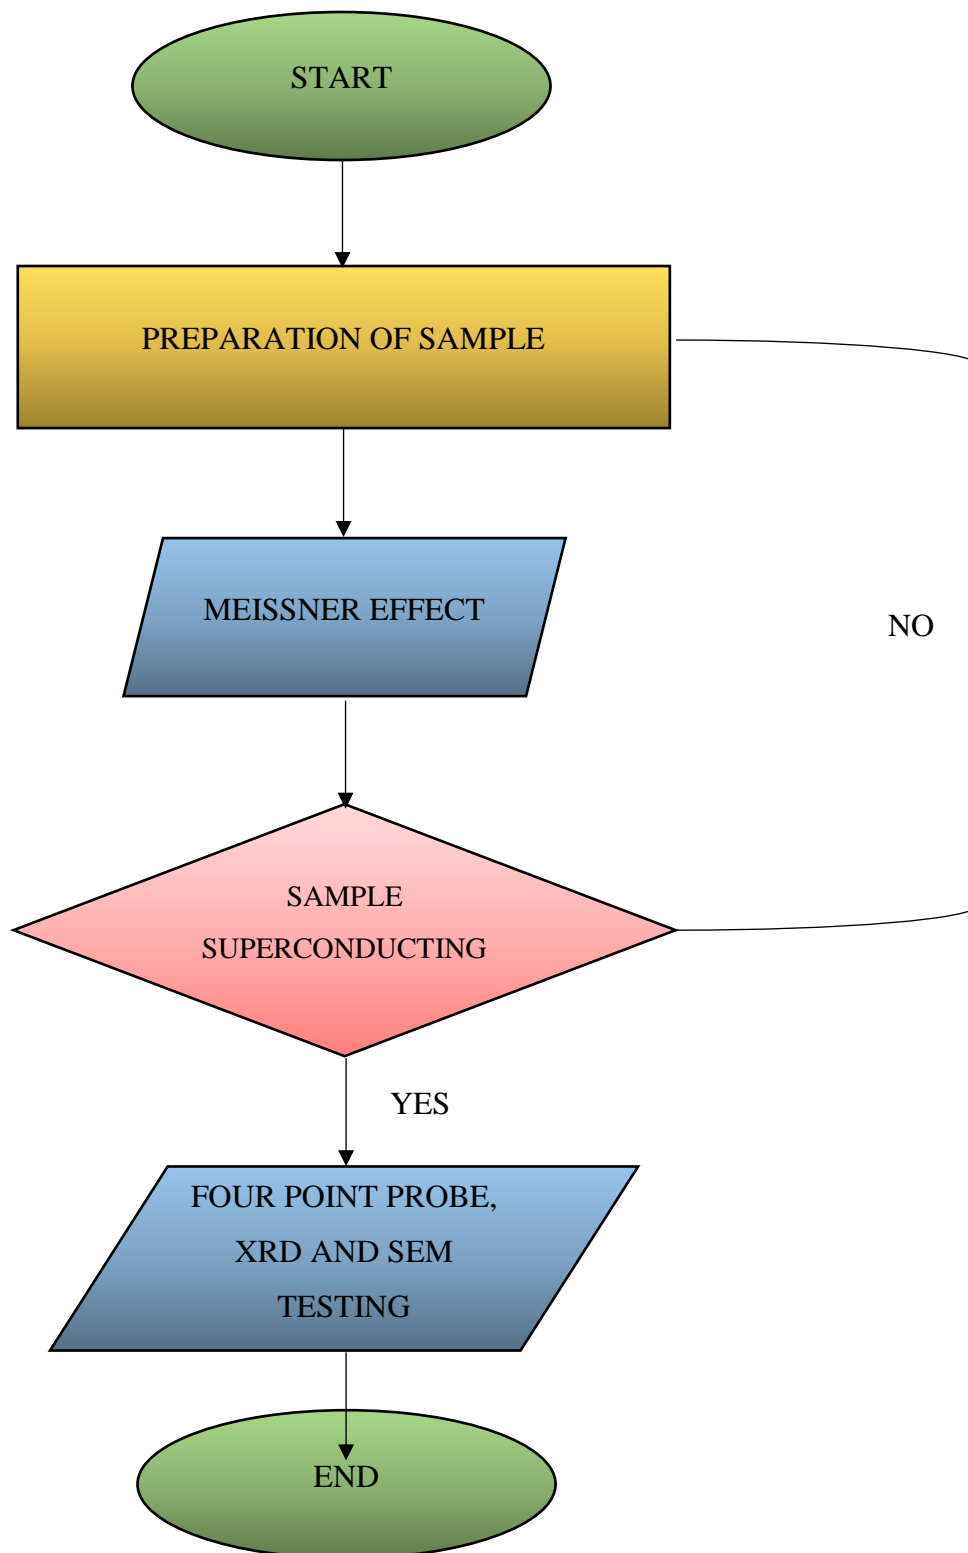 START
PREPARATION OF SAMPLE
MEISSNER EFFECT
NO
SAMPLE
SUPERCONDUCTING
YES
FOUR POINT PROBE,
XRD AND SEM
TESTING
END